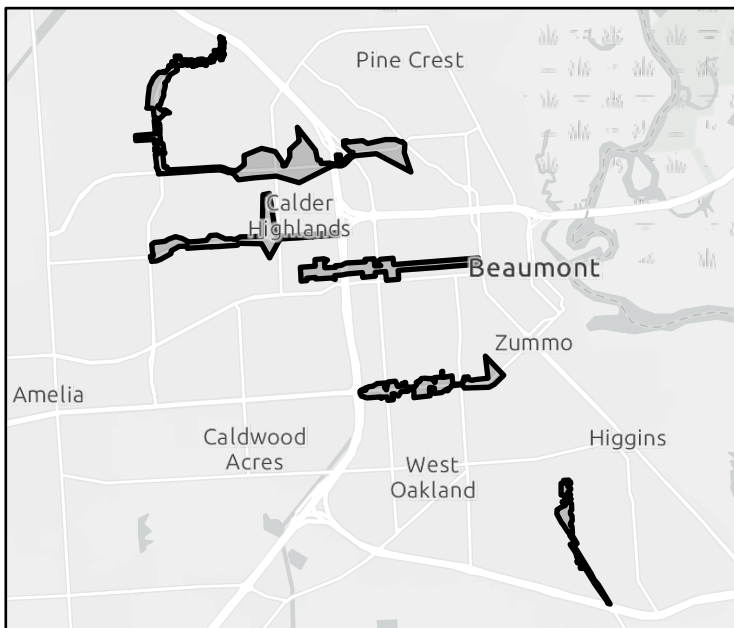 Pine Crest
Calder
Highlands
Beaumont
Zummo
Amelia
Caldwood
Acres
Higgins
West
Oakland